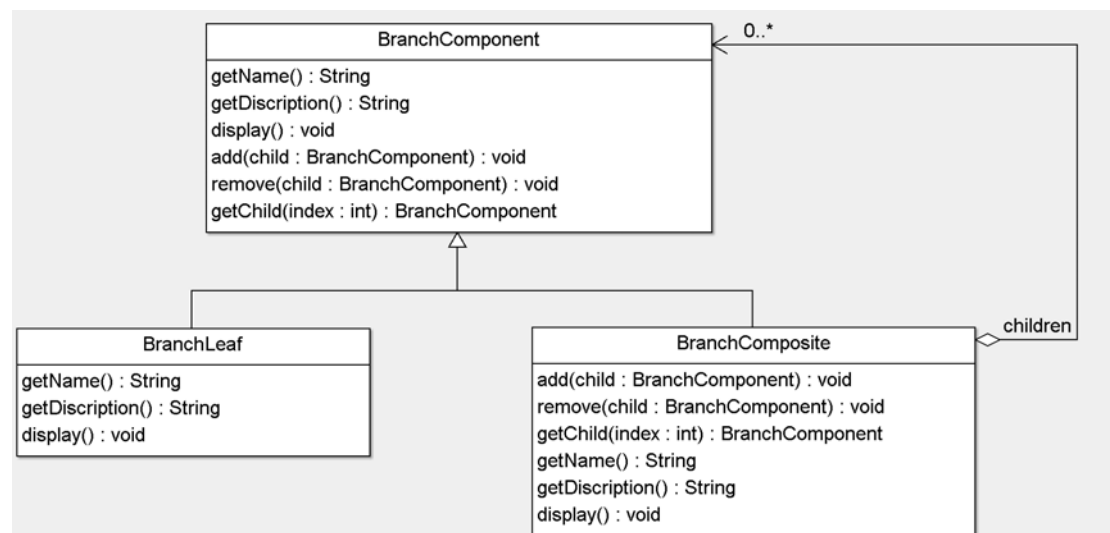 BranchComponent
0..*
getName() : String
getDiscription() : String
display() : void
add(child : BranchComponent) : void
remove(child : BranchComponent) : void
getChild(index : int) : BranchComponent
children
BranchLeaf
getName() : String
getDiscription() : String
display() : void
BranchComposite
add(child : BranchComponent) : void
remove(child : BranchComponent) : void
getChild(index : int) : BranchComponent
getName() : String
getDiscription() : String
display() : void